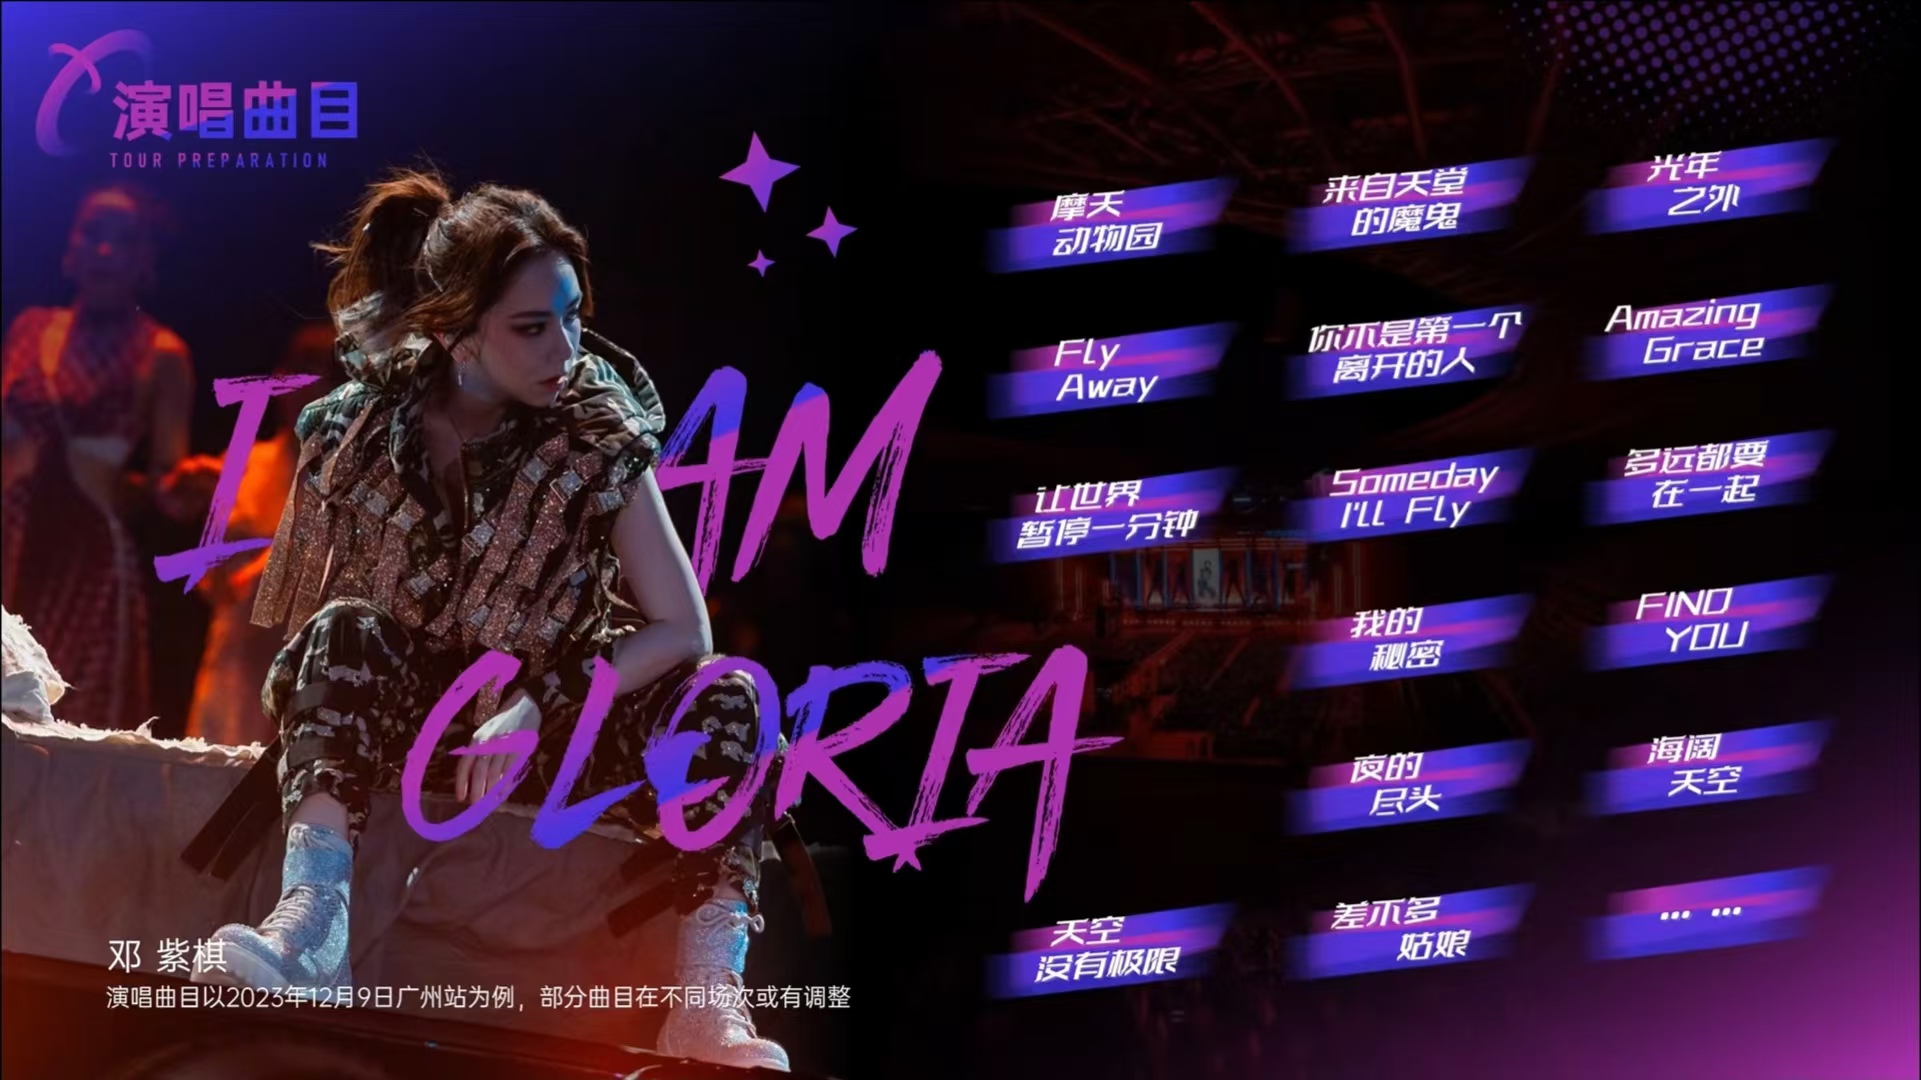 演唱曲目
TOUR PREPARATION
I AM
GLORIA
摩天
动物园
来自天堂
的魔鬼
光年
之外
Fly
Away
你不是第一个
离开的人
Amazing
Grace
让世界
暂停一分钟
Someday
I'll Fly
多远都要
在一起
我的
秘密
FIND
YOU
夜的
尽头
海阔
天空
天空
没有极限
差不多
姑娘
... ...
邓 紫棋
演唱曲目以2023年12月9日广州站为例，部分曲目在不同场次或有调整